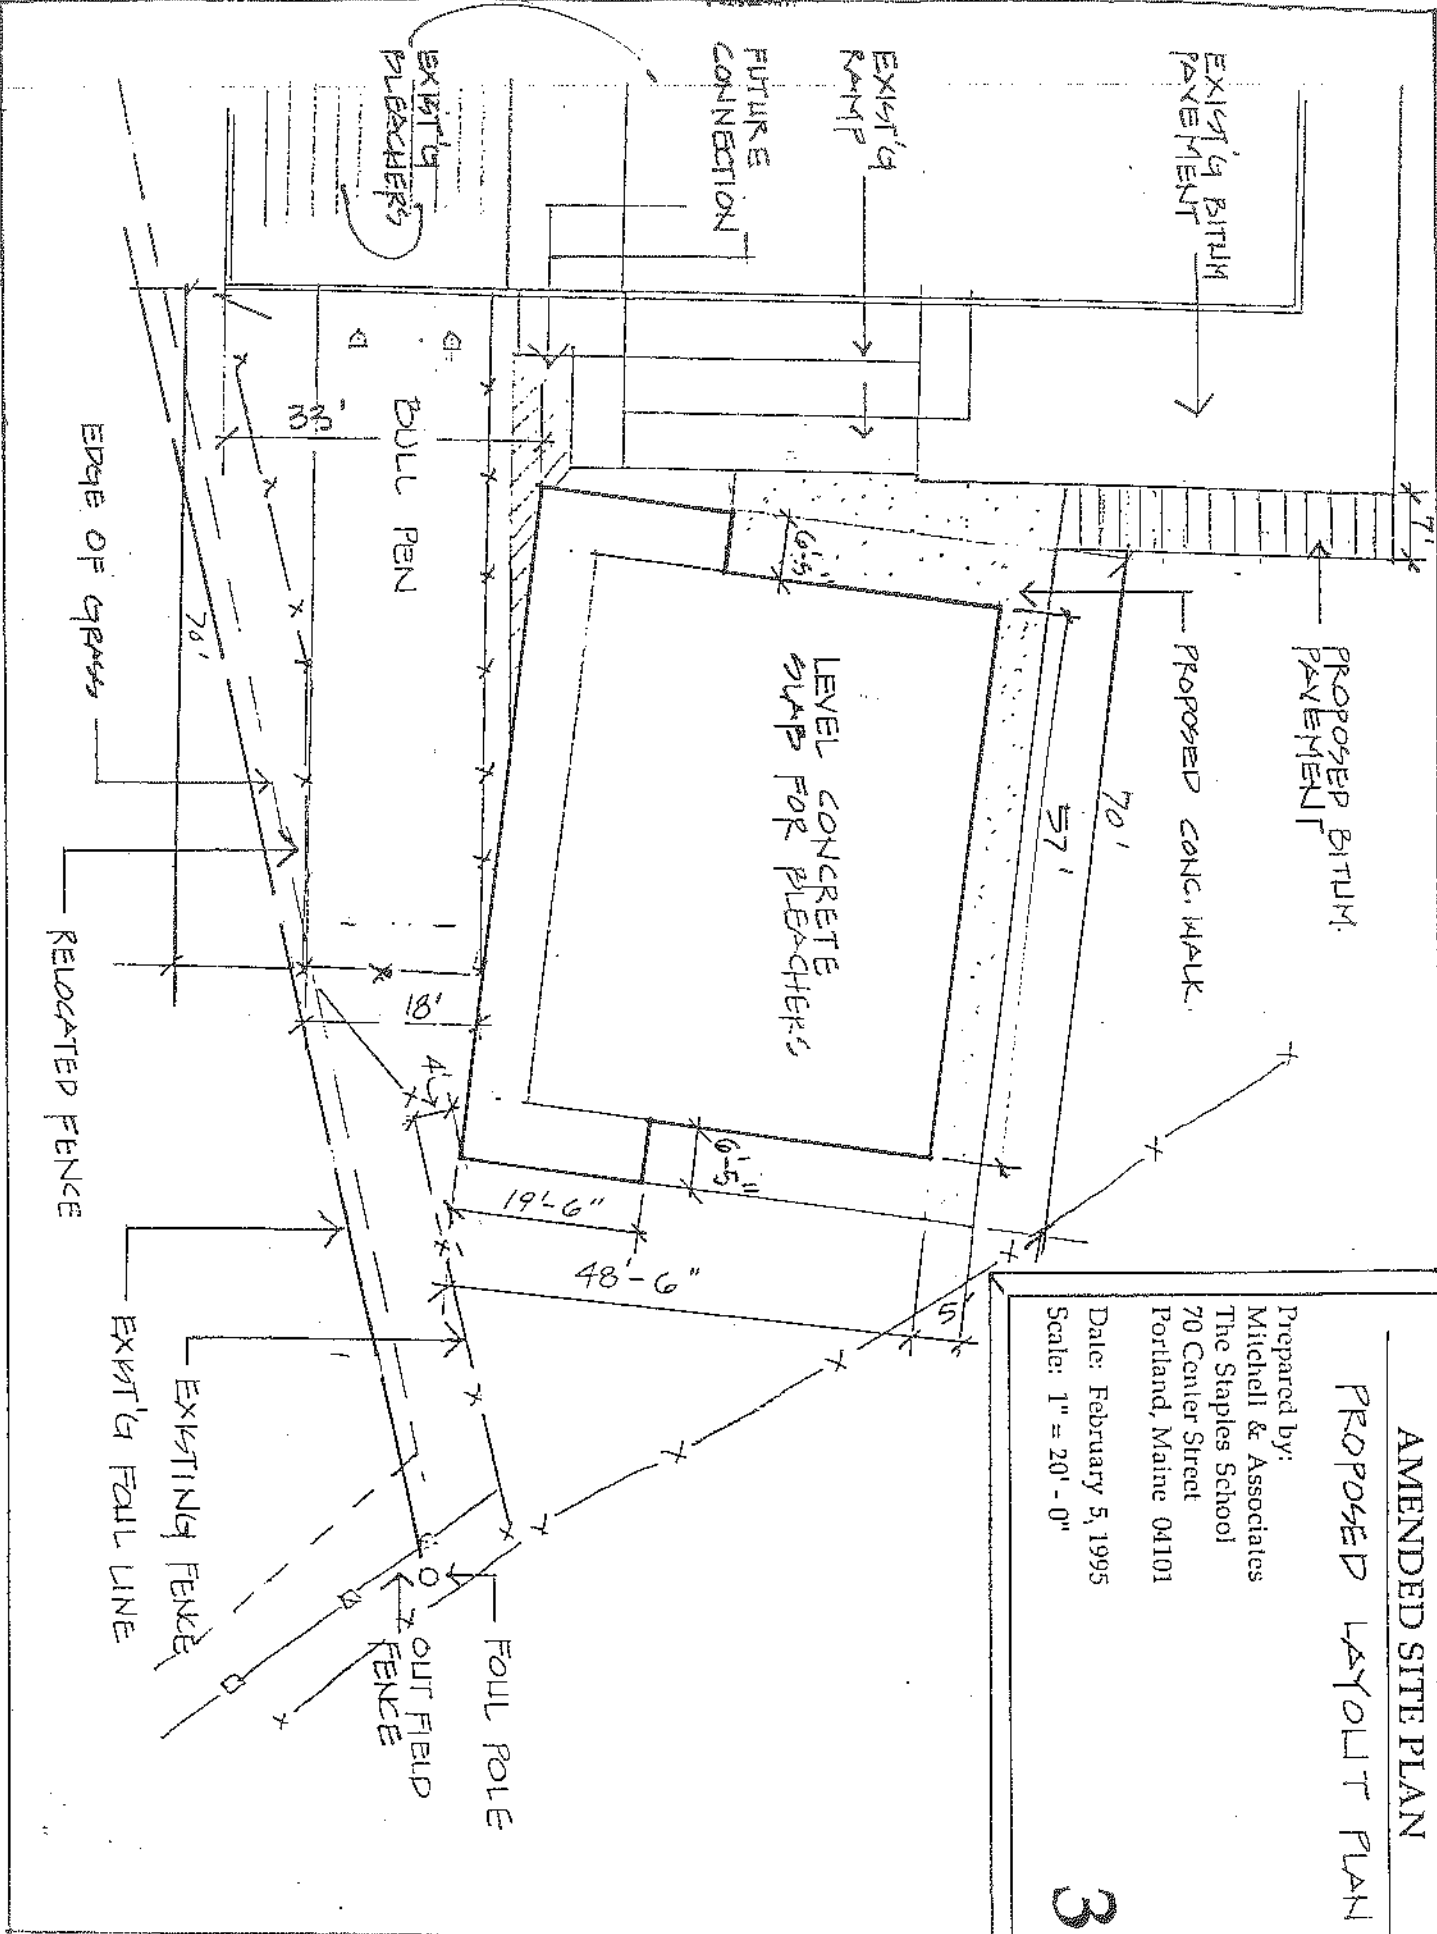 AMENDED SITE PLAN
PROPOSED LAYOUT PLAN
Prepared by:
Mitchell & Associates
The Staples School
70 Center Street
Portland, Maine 04101
Date: February 5, 1995
Scale: 1" = 20' - 0"
3
EXIST'G BITUM
PAVEMENT
EXIST'G
RAMP
FUTURE
CONNECTION
EXIST'G
BLEACHERS
7'
PROPOSED BITUM.
PAVEMENT
PROPOSED CONC. WALK
70'
57'
6'-5"
LEVEL CONCRETE
SLAB FOR BLEACHERS
6'-5"
19'-6"
48'-6"
5'
33'
BULL PEN
18'
4'
70'
EDGE OF GRASS
RELOCATED FENCE
EXIST'G FOUL LINE
EXISTING FENCE
OUT FIELD
FENCE
FOUL POLE